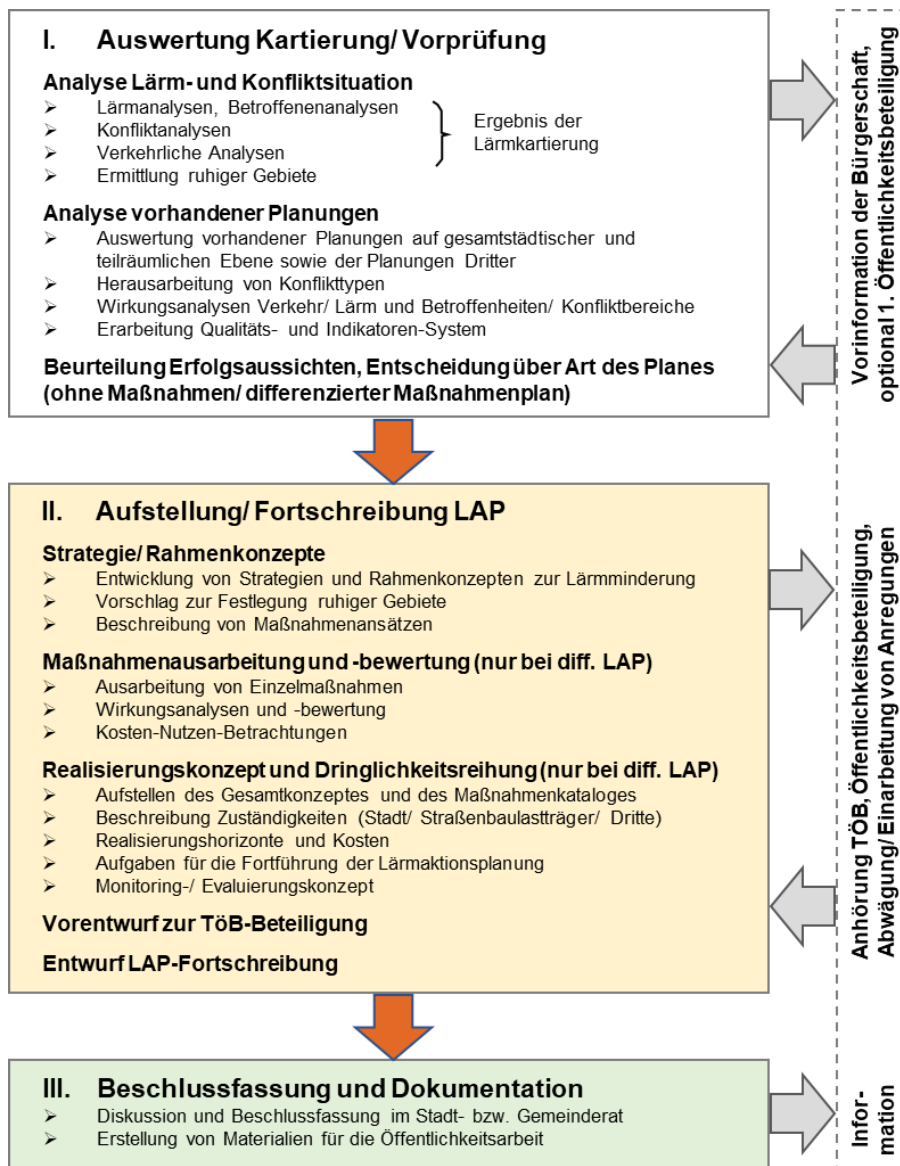 I. Auswertung Kartierung/ Vorprüfung
Analyse Lärm- und Konfliktsituation
➢ Lärmanalysen, Betroffenenanalysen
➢ Konfliktanalysen
➢ Verkehrliche Analysen
➢ Ermittlung ruhiger Gebiete
Ergebnis der
Lärmkartierung
Analyse vorhandener Planungen
➢ Auswertung vorhandener Planungen auf gesamtstädtischer und
teilräumlichen Ebene sowie der Planungen Dritter
➢ Herausarbeitung von Konflikttypen
➢ Wirkungsanalysen Verkehr/ Lärm und Betroffenheiten/ Konfliktbereiche
➢ Erarbeitung Qualitäts- und Indikatoren-System
Beurteilung Erfolgsaussichten, Entscheidung über Art des Planes
(ohne Maßnahmen/ differenzierter Maßnahmenplan)
Vorinformation der Bürgerschaft,
optional 1. Öffentlichkeitsbeteiligung
II. Aufstellung/ Fortschreibung LAP
Strategie/ Rahmenkonzepte
➢ Entwicklung von Strategien und Rahmenkonzepten zur Lärmminderung
➢ Vorschlag zur Festlegung ruhiger Gebiete
➢ Beschreibung von Maßnahmenansätzen
Maßnahmenausarbeitung und -bewertung (nur bei diff. LAP)
➢ Ausarbeitung von Einzelmaßnahmen
➢ Wirkungsanalysen und -bewertung
➢ Kosten-Nutzen-Betrachtungen
Realisierungskonzept und Dringlichkeitsreihung (nur bei diff. LAP)
➢ Aufstellen des Gesamtkonzeptes und des Maßnahmenkataloges
➢ Beschreibung Zuständigkeiten (Stadt/ Straßenbaulastträger/ Dritte)
➢ Realisierungshorizonte und Kosten
➢ Aufgaben für die Fortführung der Lärmaktionsplanung
➢ Monitoring-/ Evaluierungskonzept
Vorentwurf zur TöB-Beteiligung
Entwurf LAP-Fortschreibung
Anhörung TÖB, Öffentlichkeitsbeteiligung,
Abwägung/ Einarbeitung von Anregungen
III. Beschlussfassung und Dokumentation
➢ Diskussion und Beschlussfassung im Stadt- bzw. Gemeinderat
➢ Erstellung von Materialien für die Öffentlichkeitsarbeit
Infor-
mation